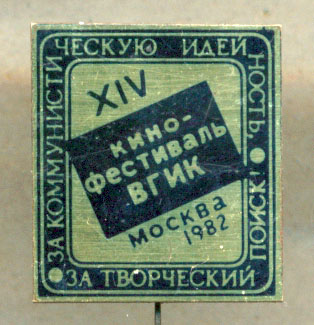 ЗА КОММУНИСТИЧЕСКУЮ ИДЕЙНОСТЬ,
ЗА ТВОРЧЕСКИЙ ПОИСК!
XIV
КИНО-
ФЕСТИВАЛЬ
ВГИК
МОСКВА
1982